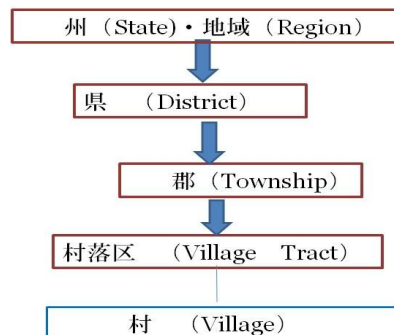 州（State)・地域（Region）
県　（District）
郡（Township）
村落区　（Village　Tract）
村　（Village）